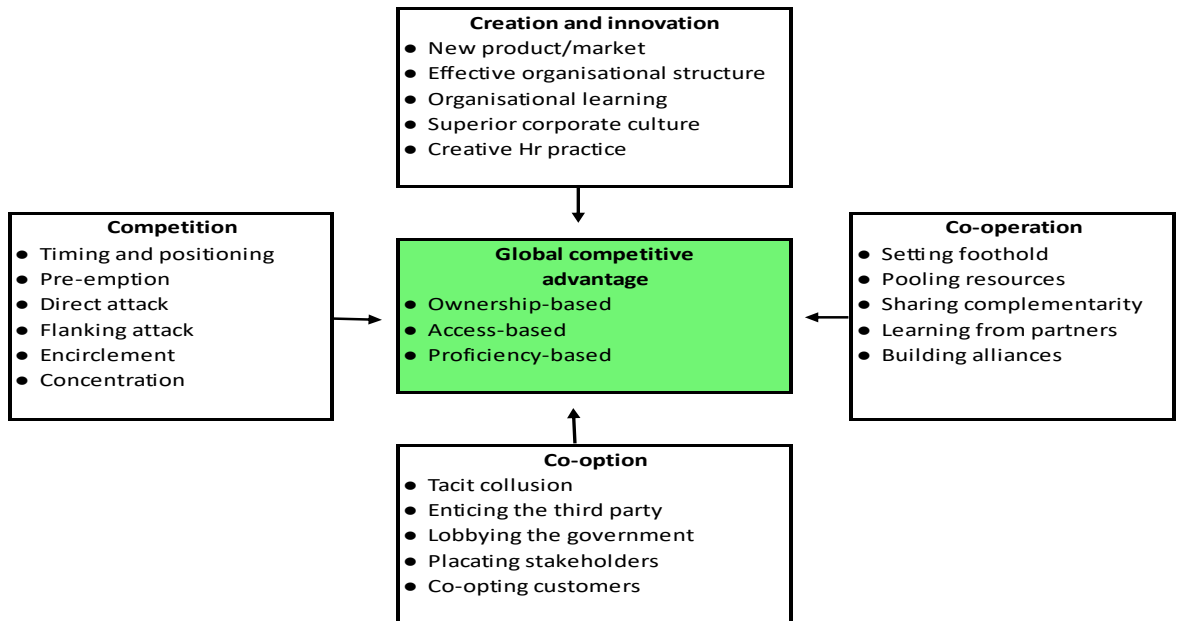 Creation and innovation
● New product/market
● Effective organisational structure
● Organisational learning
● Superior corporate culture
● Creative Hr practice
Competition
● Timing and positioning
● Pre-emption
● Direct attack
● Flanking attack
● Encirclement
● Concentration
Global competitive
advantage
● Ownership-based
● Access-based
● Proficiency-based
Co-operation
● Setting foothold
● Pooling resources
● Sharing complementarity
● Learning from partners
● Building alliances
Co-option
● Tacit collusion
● Enticing the third party
● Lobbying the government
● Placating stakeholders
● Co-opting customers